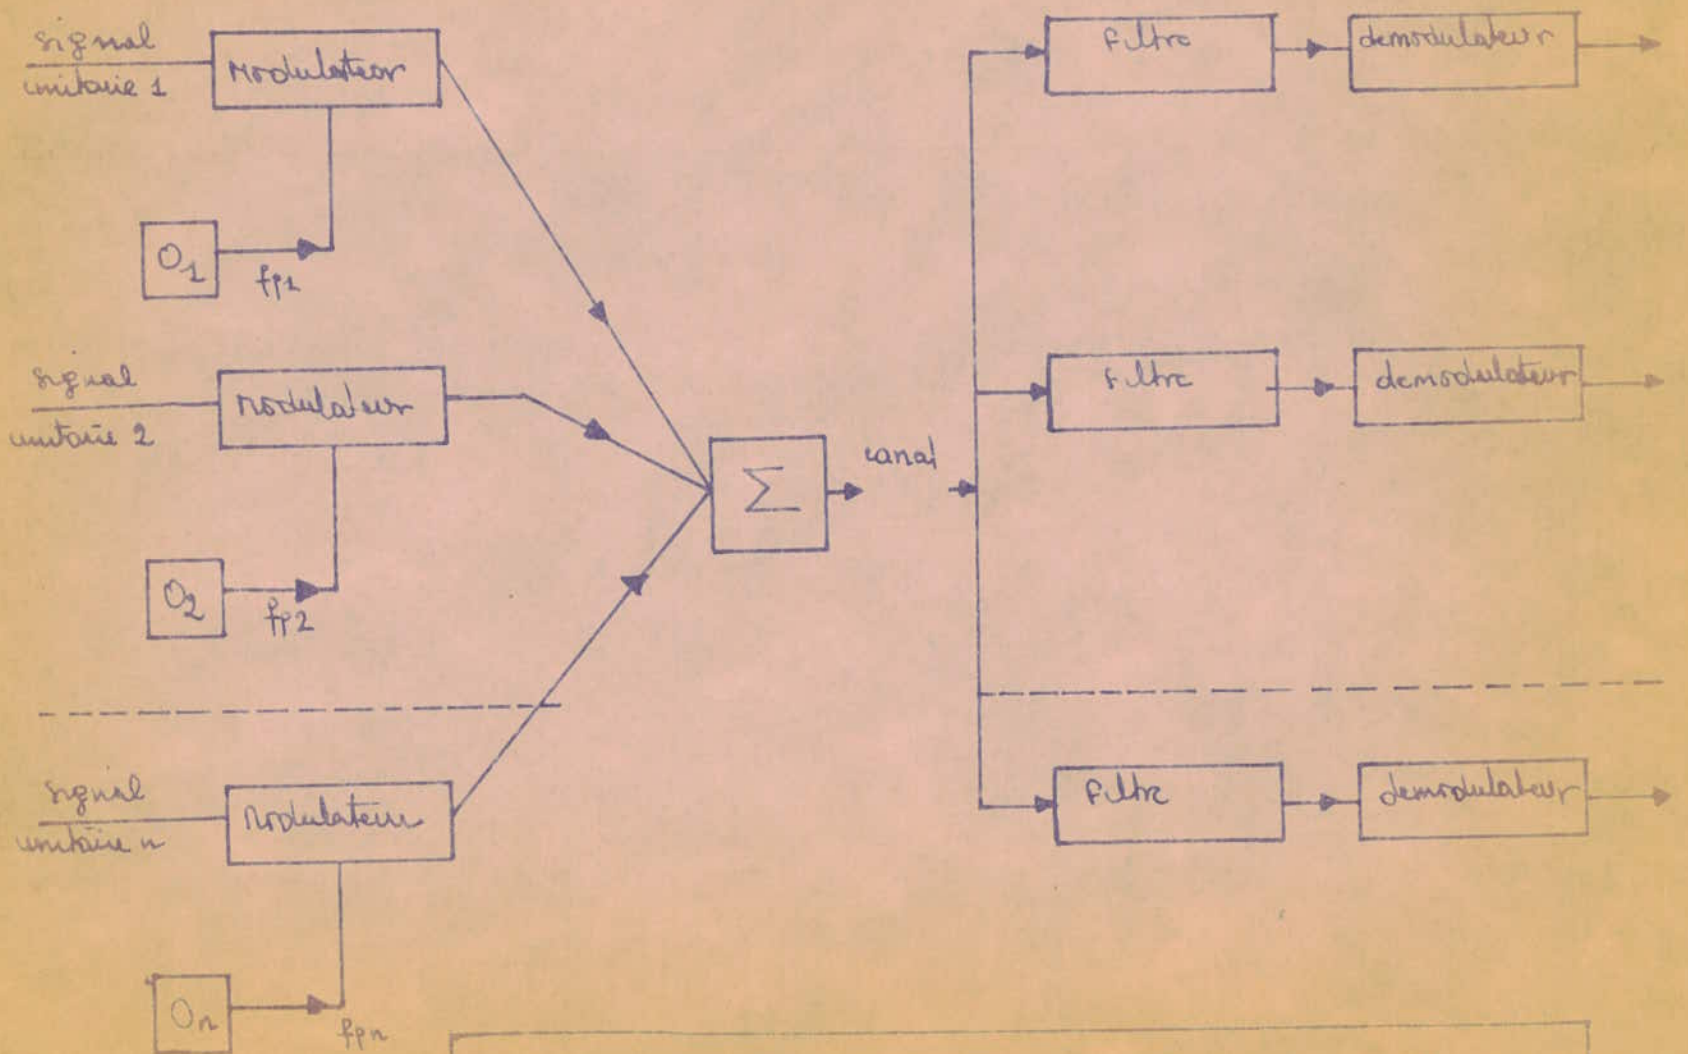 signal
unitaire 1
Modulateur
O1
fp1
signal
unitaire 2
Modulateur
O2
fp2
signal
unitaire n
Modulateur
On
fpn
Σ
canal
Filtre
demodulateur
Filtre
demodulateur
Filtre
demodulateur